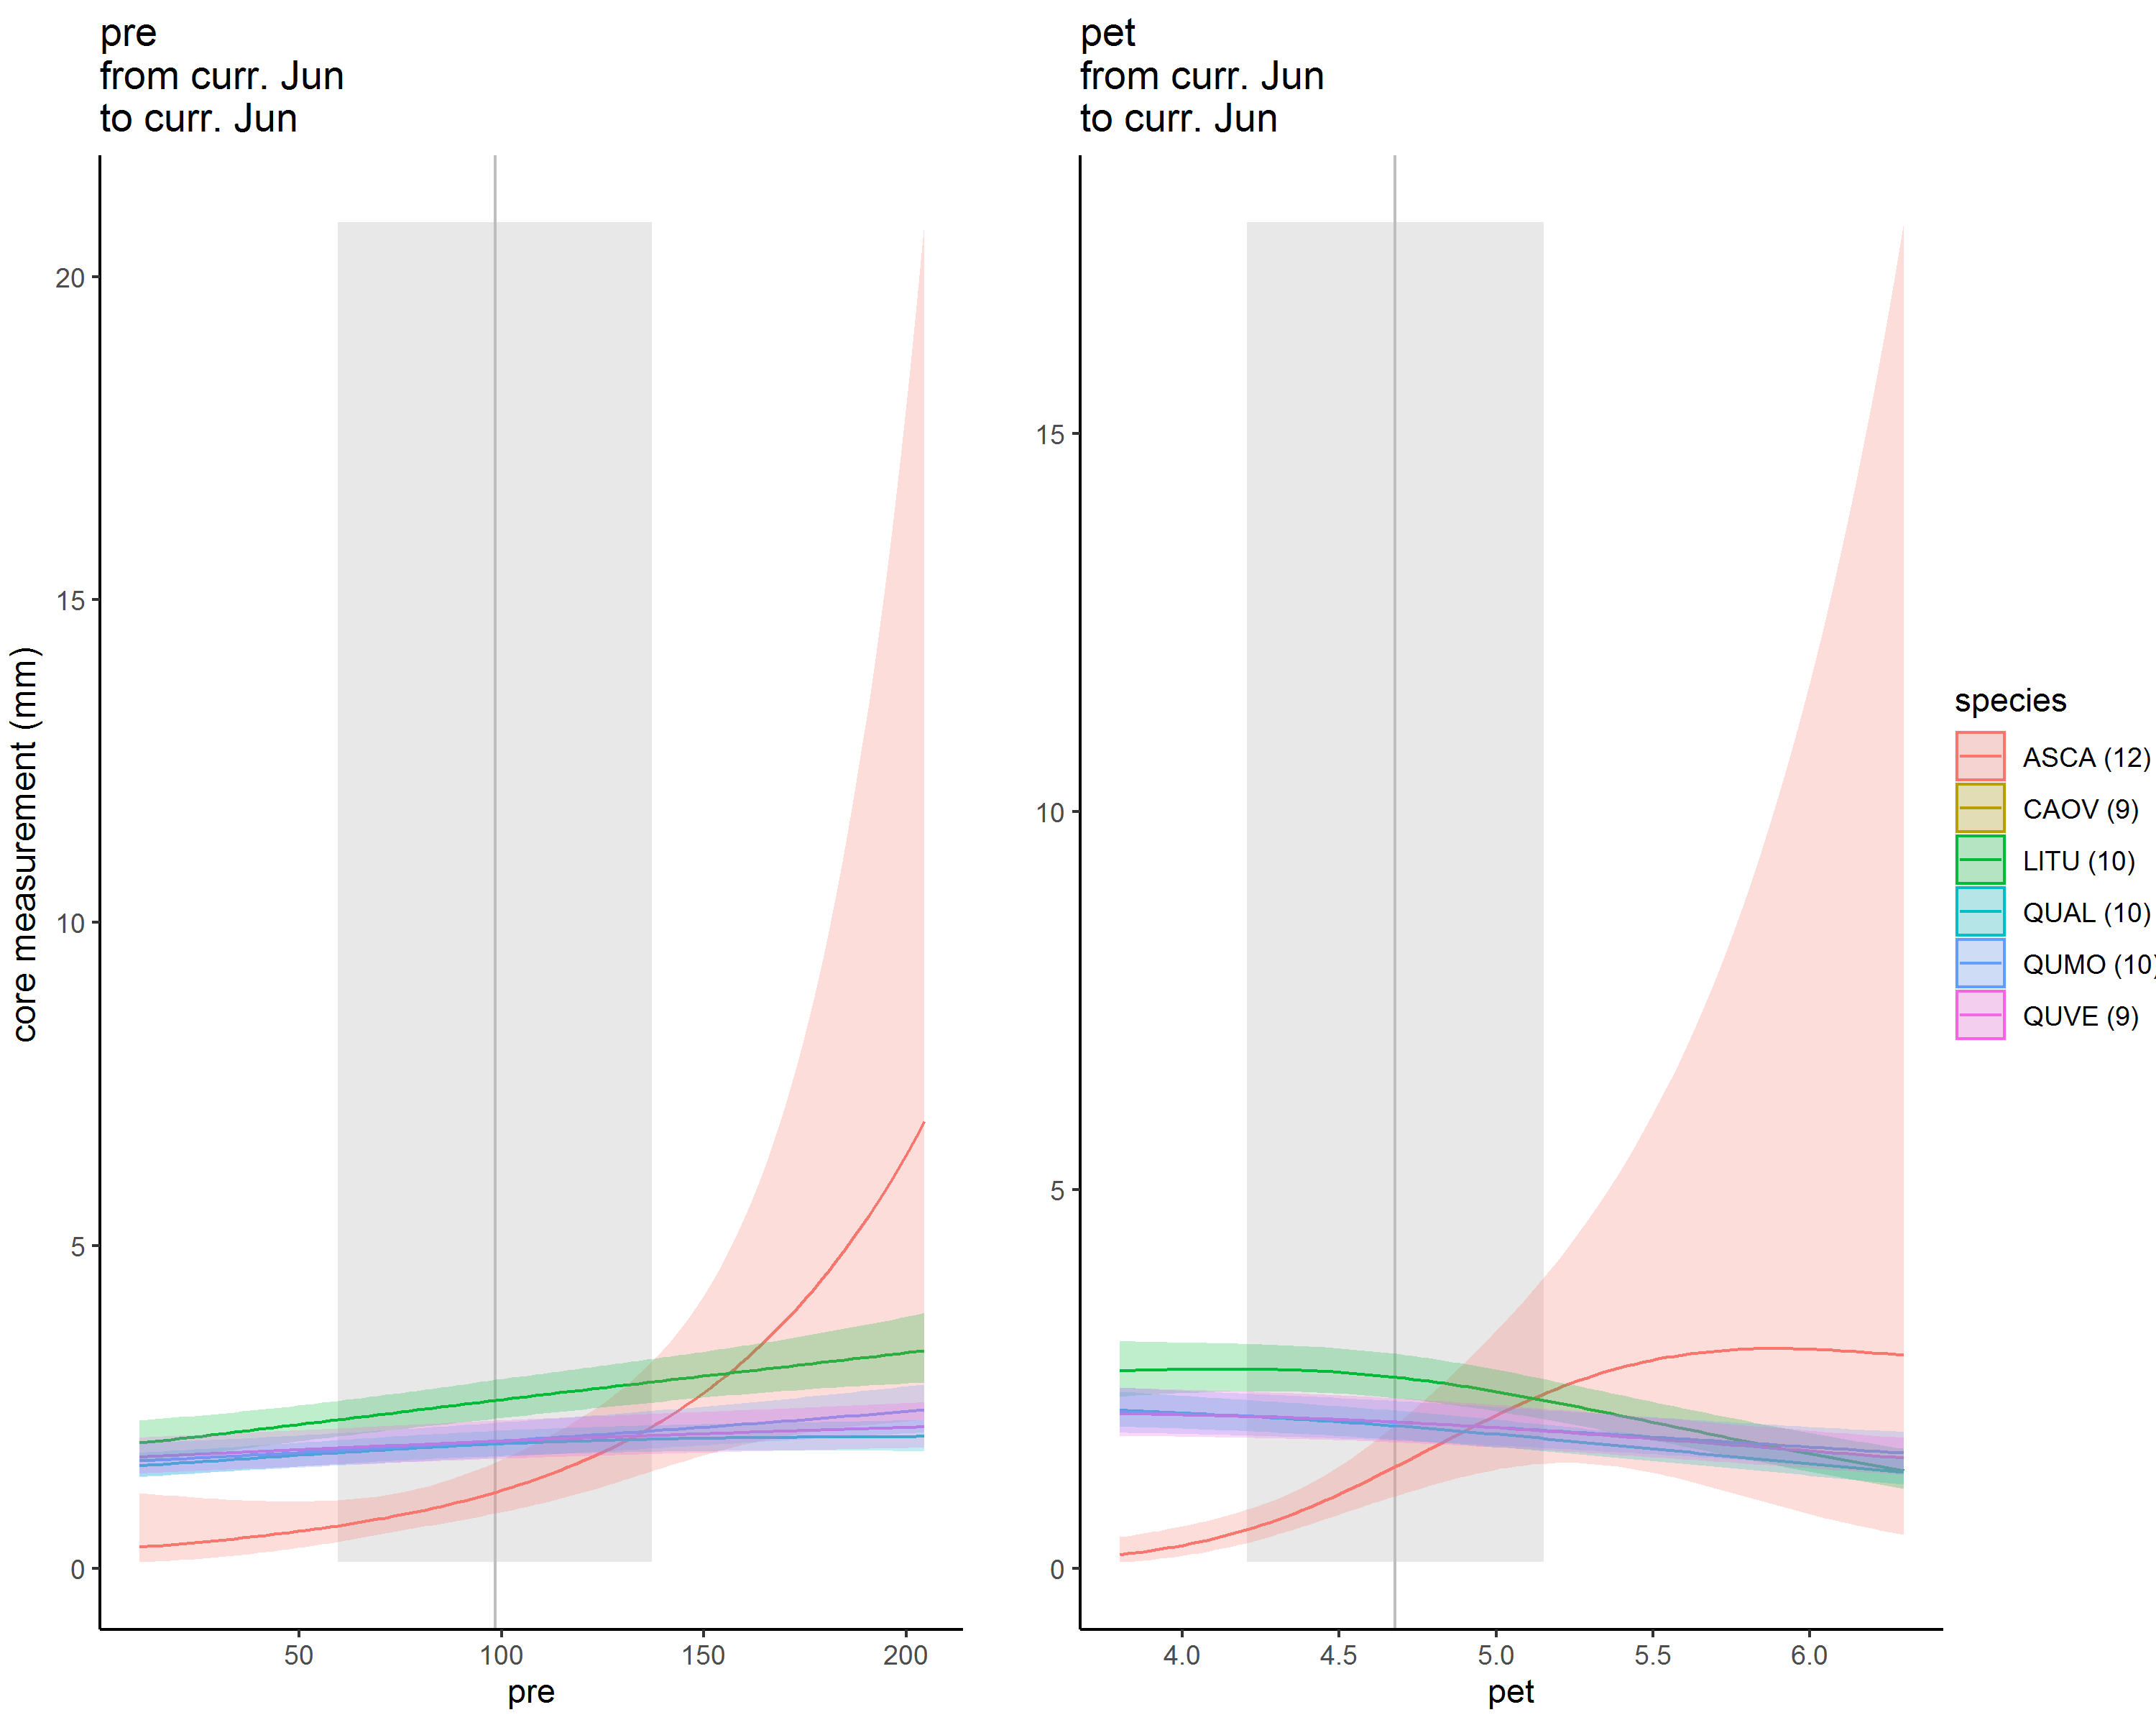 pre
from curr. Jun
to curr. Jun
pet
from curr. Jun
to curr. Jun
core measurement (mm)
20
15
10
5
0
50
100
150
200
pre
15
10
5
0
4.0
4.5
5.0
5.5
6.0
pet
species
ASCA (12)
CAOV (9)
LITU (10)
QUAL (10)
QUMO (10)
QUVE (9)